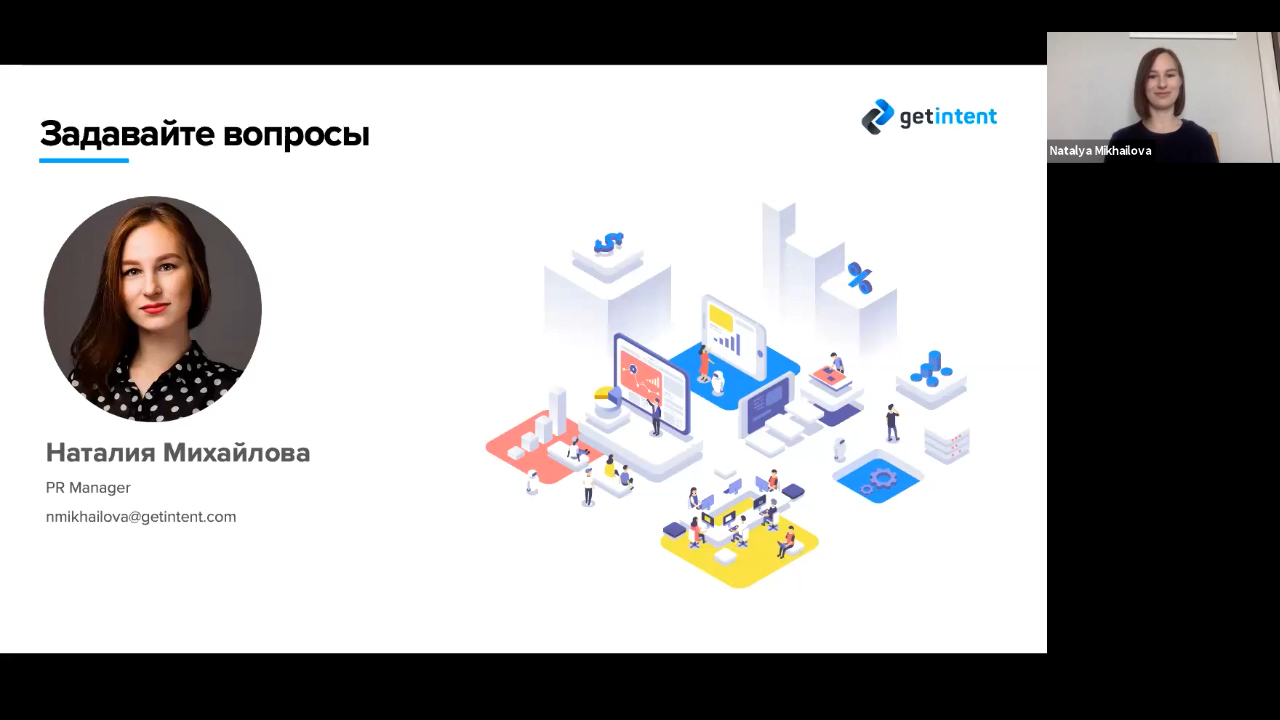 Задавайте вопросы
getintent
Natalya Mikhailova
Наталия Михайлова
PR Manager
nmikhailova@getintent.com